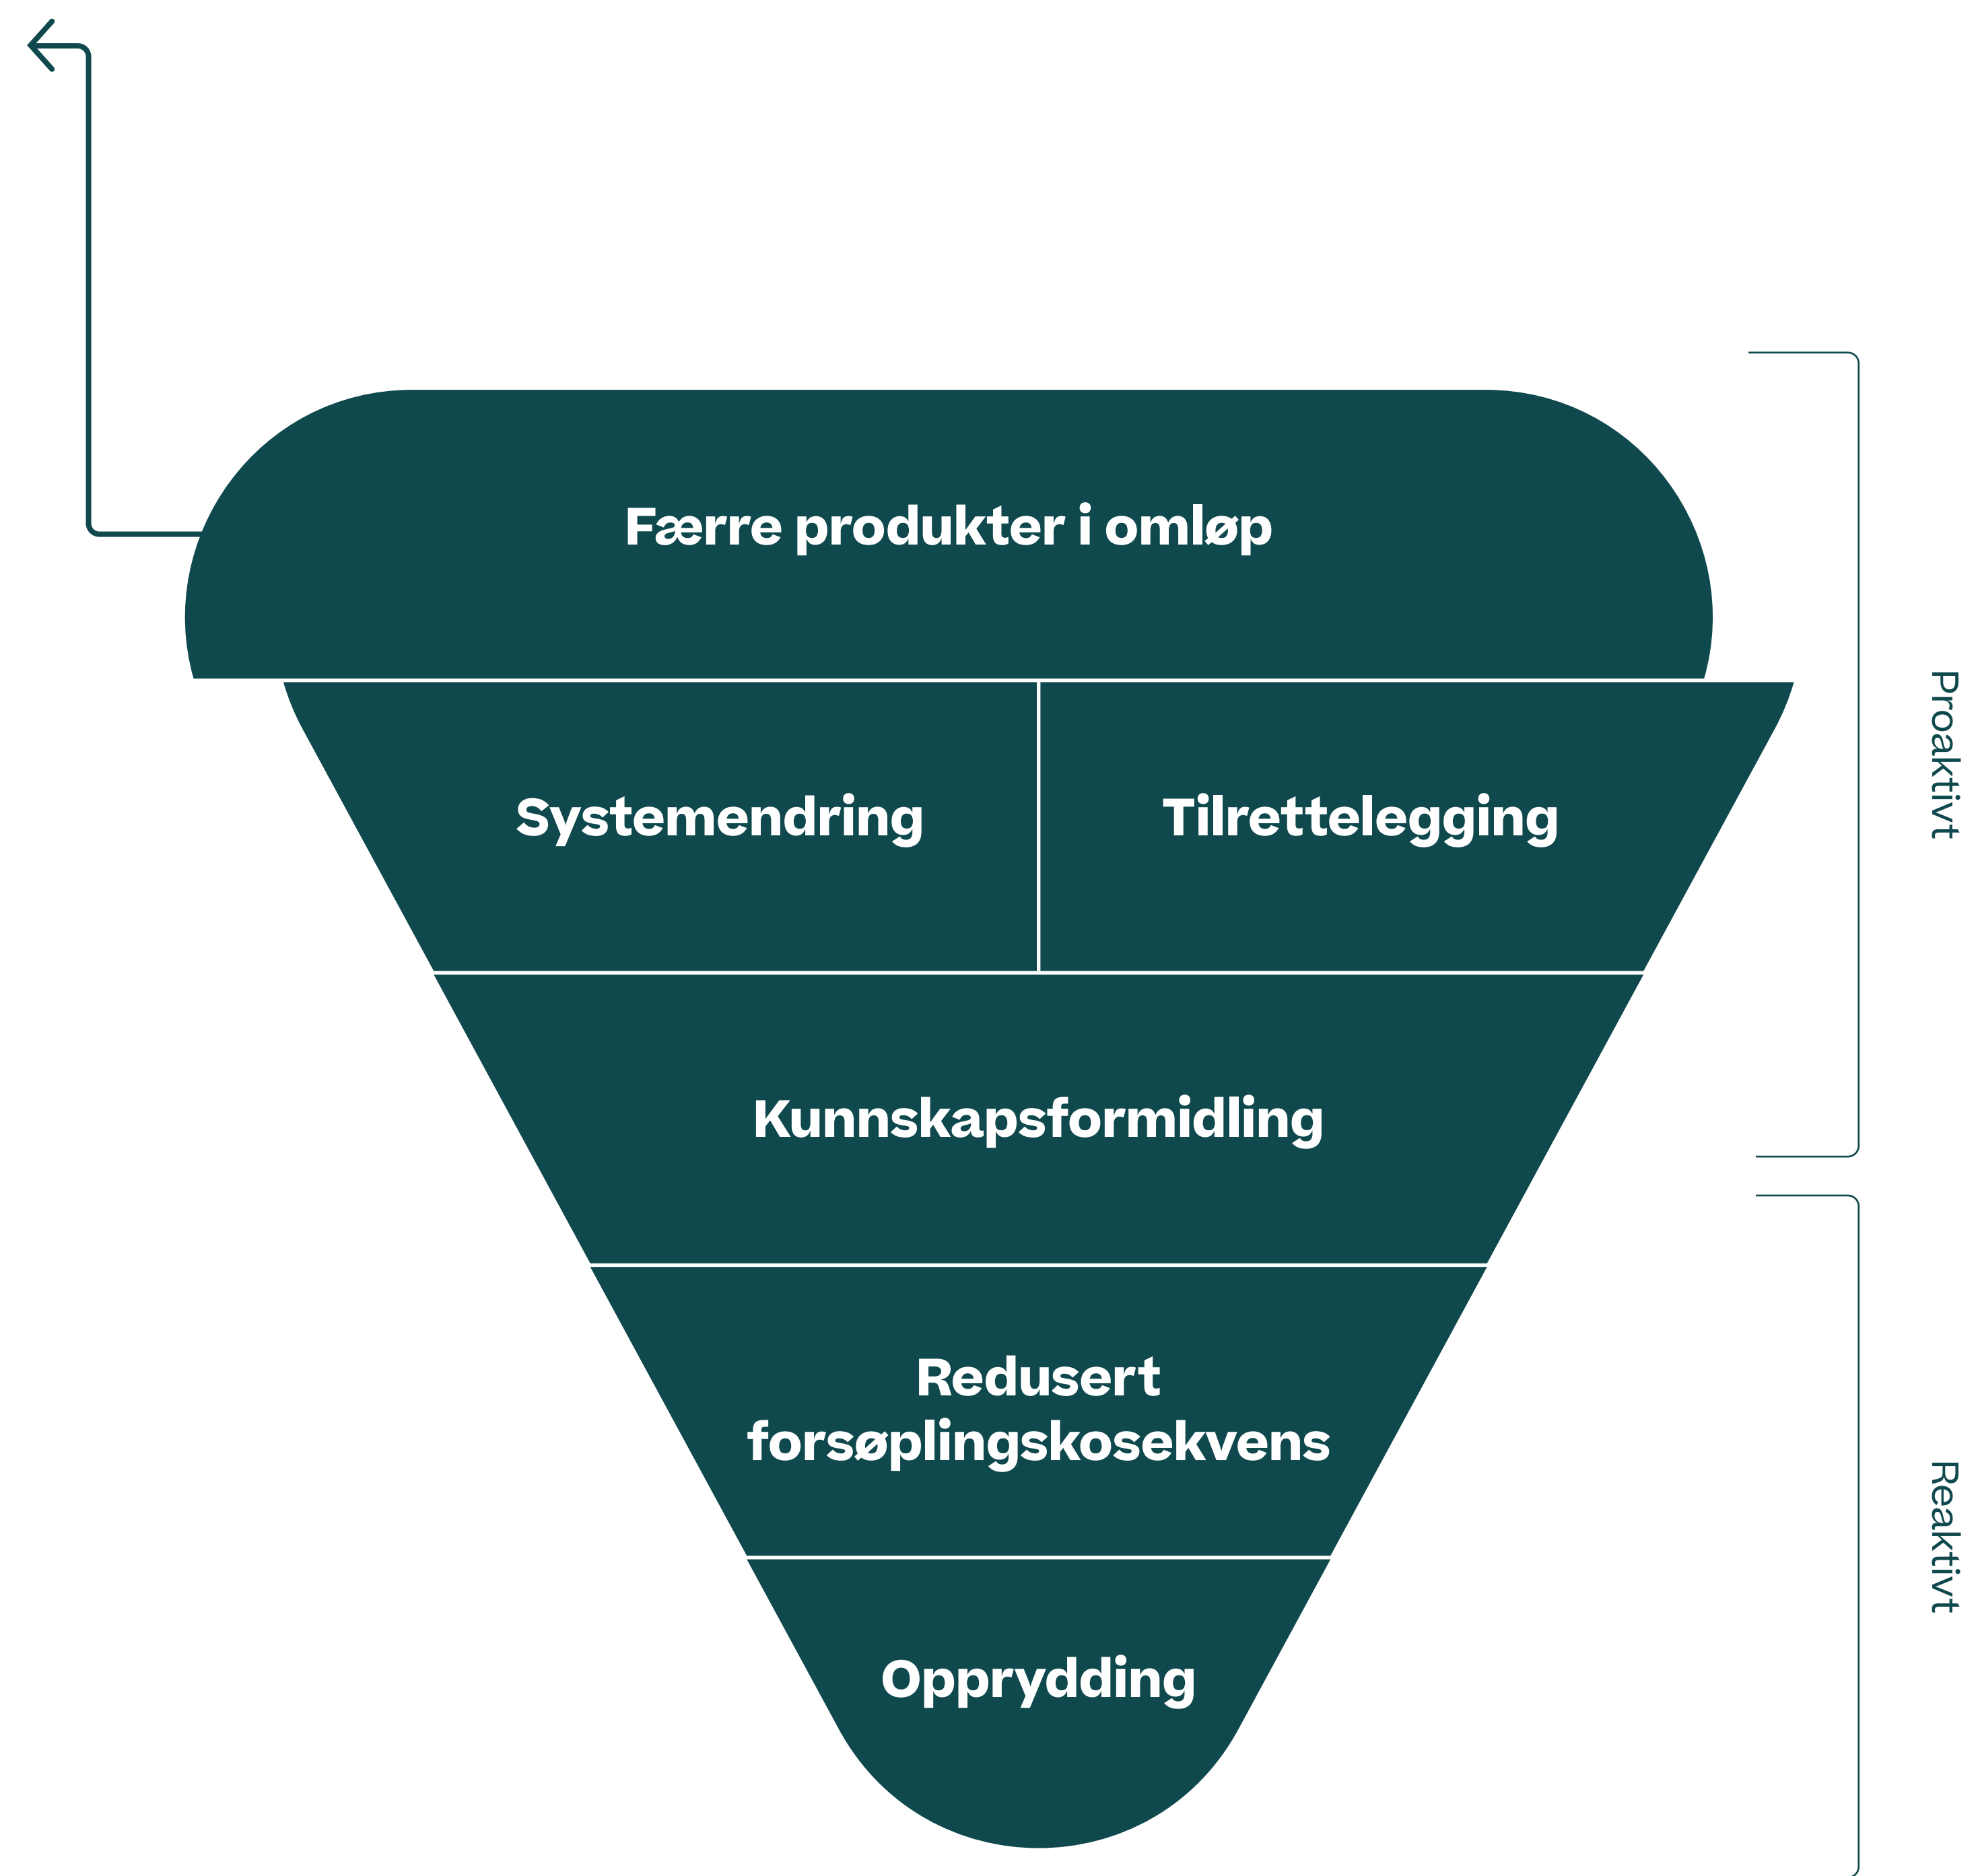 Færre produkter i omløp
Systemendring
Tilrettelegging
Kunnskapsformidling
Redusert
forsøplingskosekvens
Opprydding
Proaktivt
Reaktivt